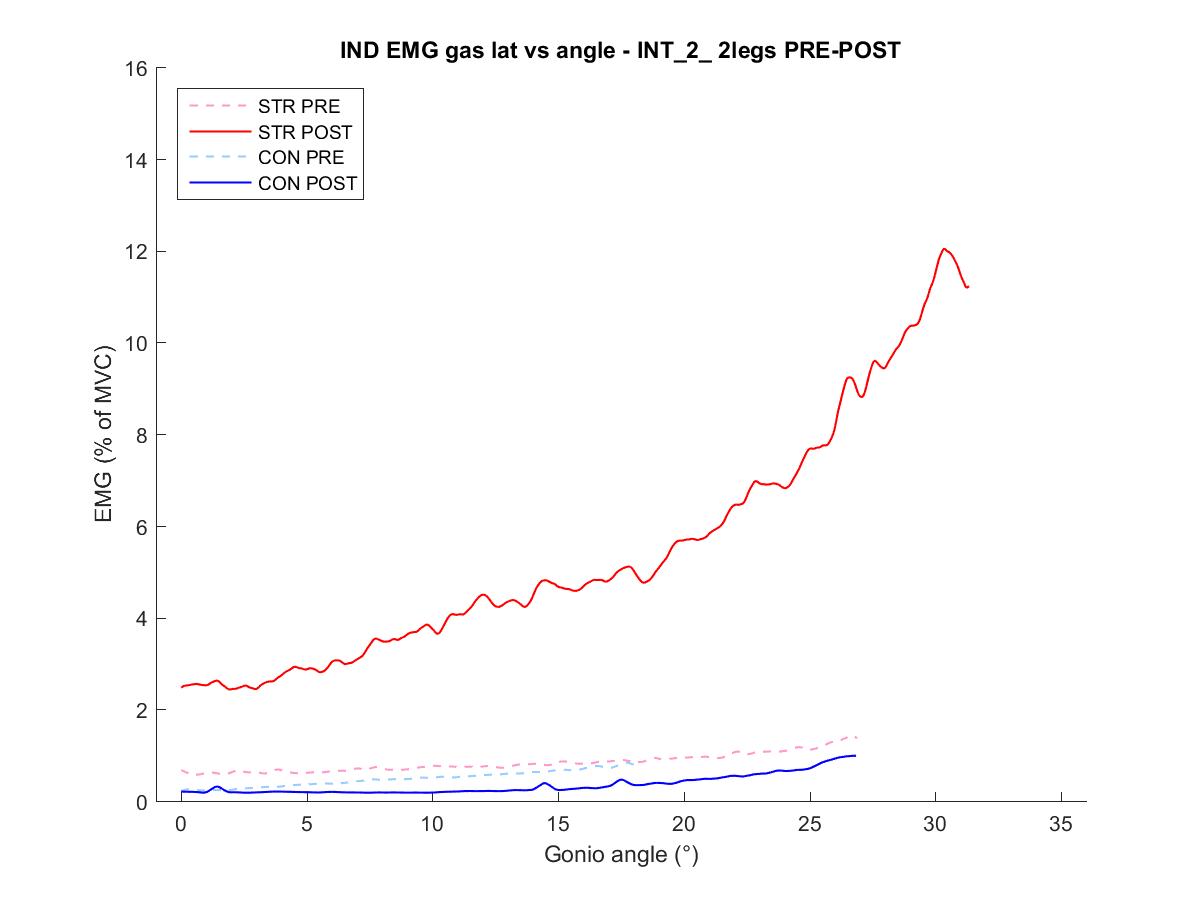 IND EMG gas lat vs angle - INT_2_ 2legs PRE-POST
16
14
12
10
8
6
4
2
0
EMG (% of MVC)
STR PRE
STR POST
CON PRE
CON POST
0 5 10 15 20 25 30 35
Gonio angle (°)